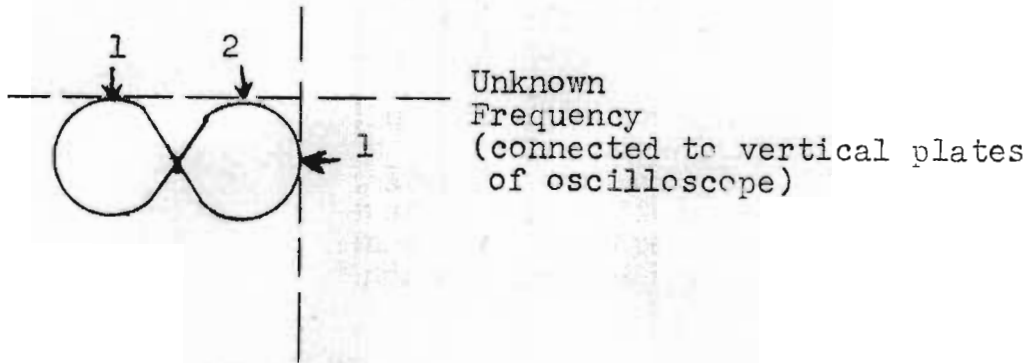 1
2
Unknown
Frequency
1
(connected to vertical plates
of oscilloscope)